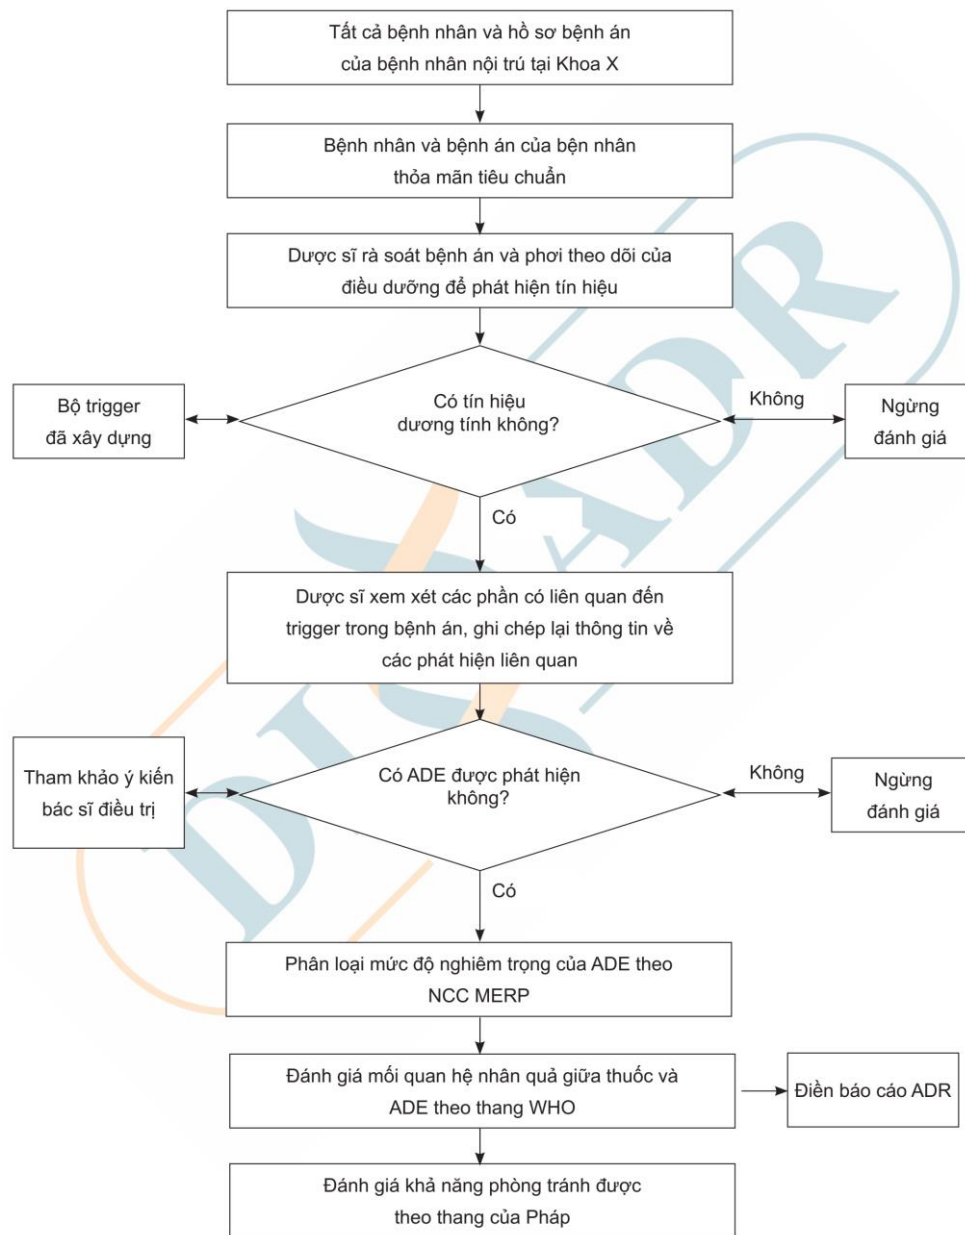 Tất cả bệnh nhân và hồ sơ bệnh án
của bệnh nhân nội trú tại Khoa X
Bệnh nhân và bệnh án của bện nhân
thỏa mãn tiêu chuẩn
Dược sĩ rà soát bệnh án và phơi theo dõi của
điều dưỡng để phát hiện tín hiệu
Bộ trigger
đã xây dựng
Có tín hiệu
dương tính không?
Không
Ngừng
đánh giá
Có
Dược sĩ xem xét các phần có liên quan đến
trigger trong bệnh án, ghi chép lại thông tin về
các phát hiện liên quan
Tham khảo ý kiến
bác sĩ điều trị
Có ADE được phát hiện
không?
Không
Ngừng
đánh giá
Có
Phân loại mức độ nghiêm trọng của ADE theo
NCC MERP
Đánh giá mối quan hệ nhân quả giữa thuốc và
ADE theo thang WHO
Điền báo cáo ADR
Đánh giá khả năng phòng tránh được
theo thang của Pháp
DI & ADR